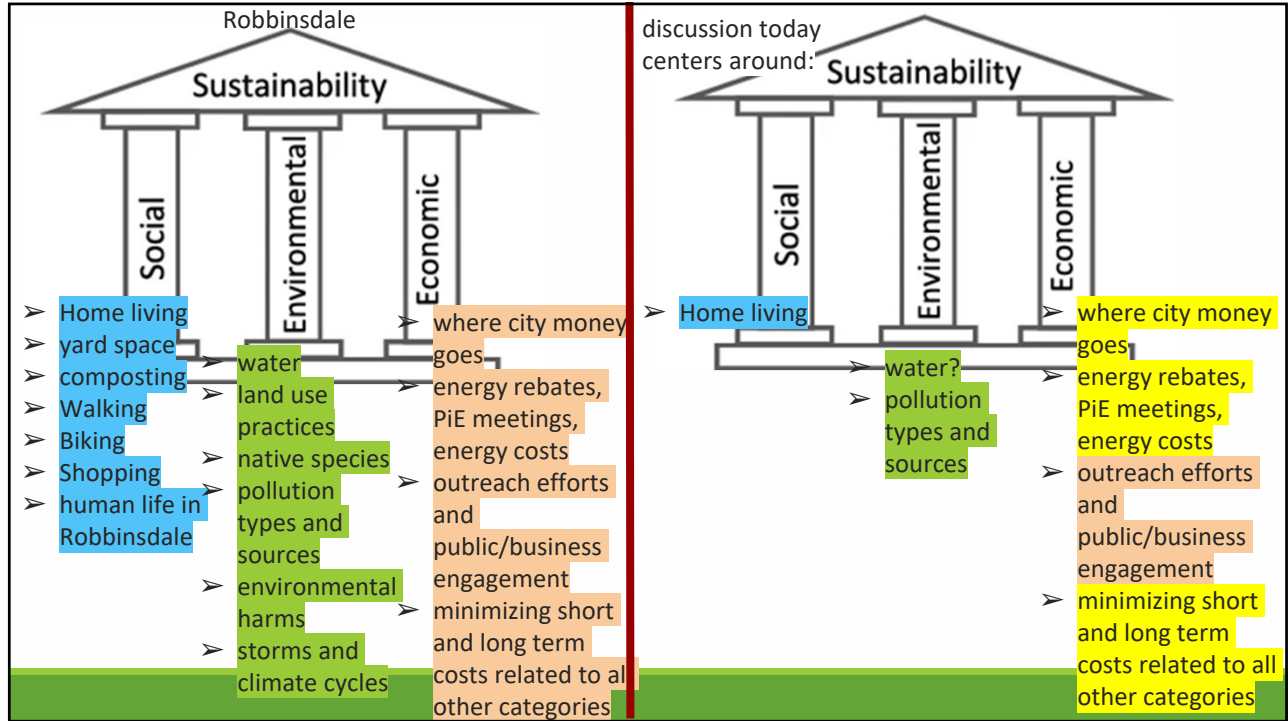 Robbinsdale
Sustainability
Social
Environmental
Economic
➢ Home living
➢ yard space
➢ composting
➢ Walking
➢ Biking
➢ Shopping
➢ human life in
Robbinsdale
➢ water
➢ land use
practices
➢ native species
➢ pollution
types and
sources
➢ environmental
harms
➢ storms and
climate cycles
➢ where city money
goes
➢ energy rebates,
PiE meetings,
energy costs
➢ outreach efforts
and
public/business
engagement
➢ minimizing short
and long term
costs related to all
other categories
discussion today
centers around:
Sustainability
Social
Environmental
Economic
➢ Home living
➢ water?
➢ pollution
types and
sources
➢ where city money
goes
➢ energy rebates,
PiE meetings,
energy costs
➢ outreach efforts
and
public/business
engagement
➢ minimizing short
and long term
costs related to all
other categories